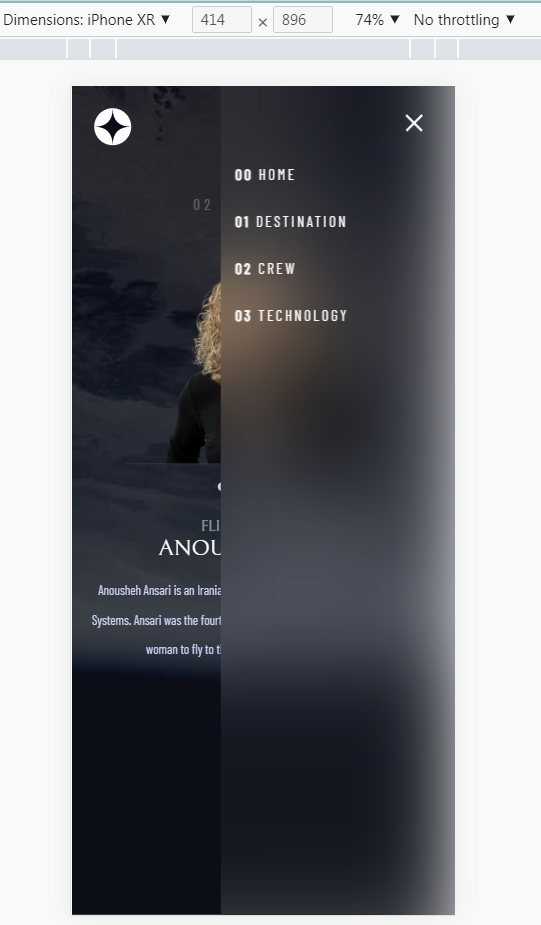 Dimensions: iPhone XR ▼ 414 × 896 74% ▼ No throttling ▼
00 HOME
02
01 DESTINATION
02 CREW
03 TECHNOLOGY
FLI
ANOU
Anousheh Ansari is an Irania
Systems. Ansari was the fourt
woman to fly to th